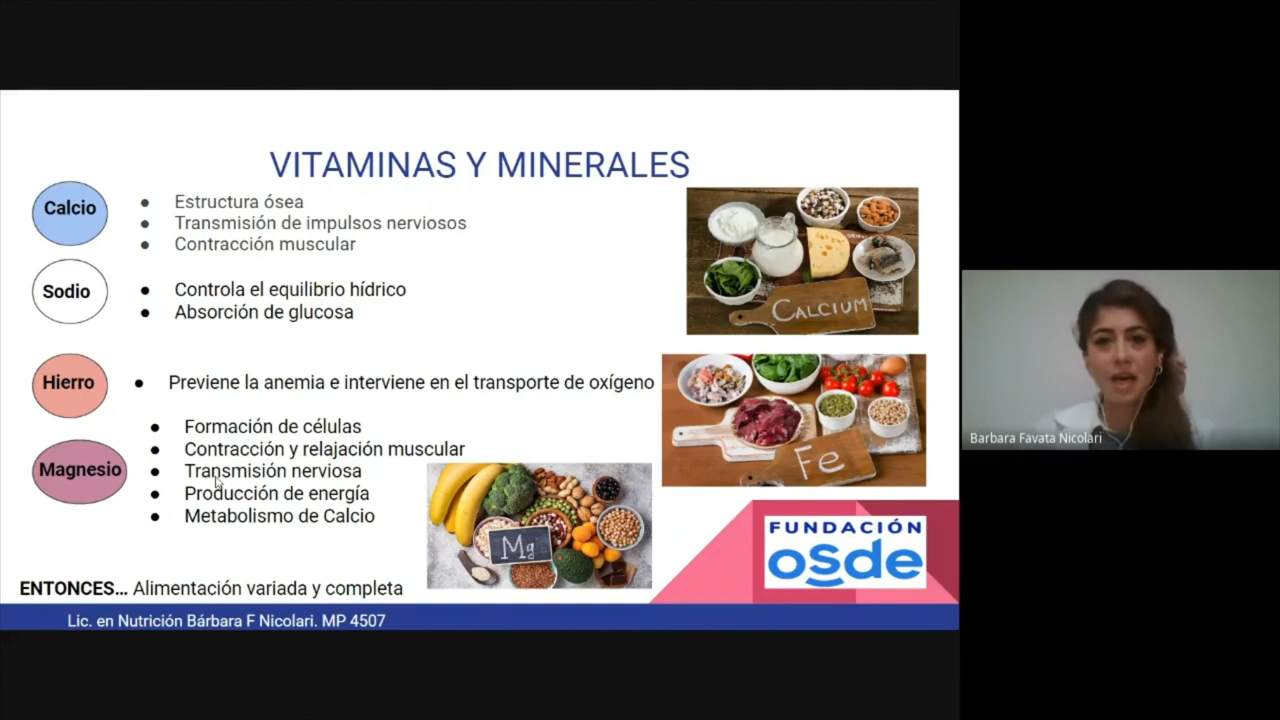 VITAMINAS Y MINERALES
Calcio
● Estructura ósea
● Transmisión de impulsos nerviosos
● Contracción muscular
Sodio
● Controla el equilibrio hídrico
● Absorción de glucosa
Hierro
● Previene la anemia e interviene en el transporte de oxígeno
Magnesio
● Formación de células
● Contracción y relajación muscular
● Transmisión nerviosa
● Producción de energía
● Metabolismo de Calcio
CALCIUM
Fe
Mg
ENTONCES... Alimentación variada y completa
FUNDACIÓN
osde
Lic. en Nutrición Bárbara F Nicolari. MP 4507
Barbara Favata Nicolari